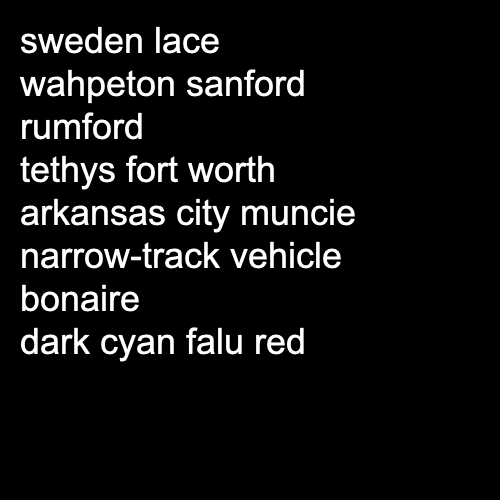 sweden lace
wahpeton sanford
rumford
tethys fort worth
arkansas city muncie
narrow-track vehicle
bonaire
dark cyan falu red